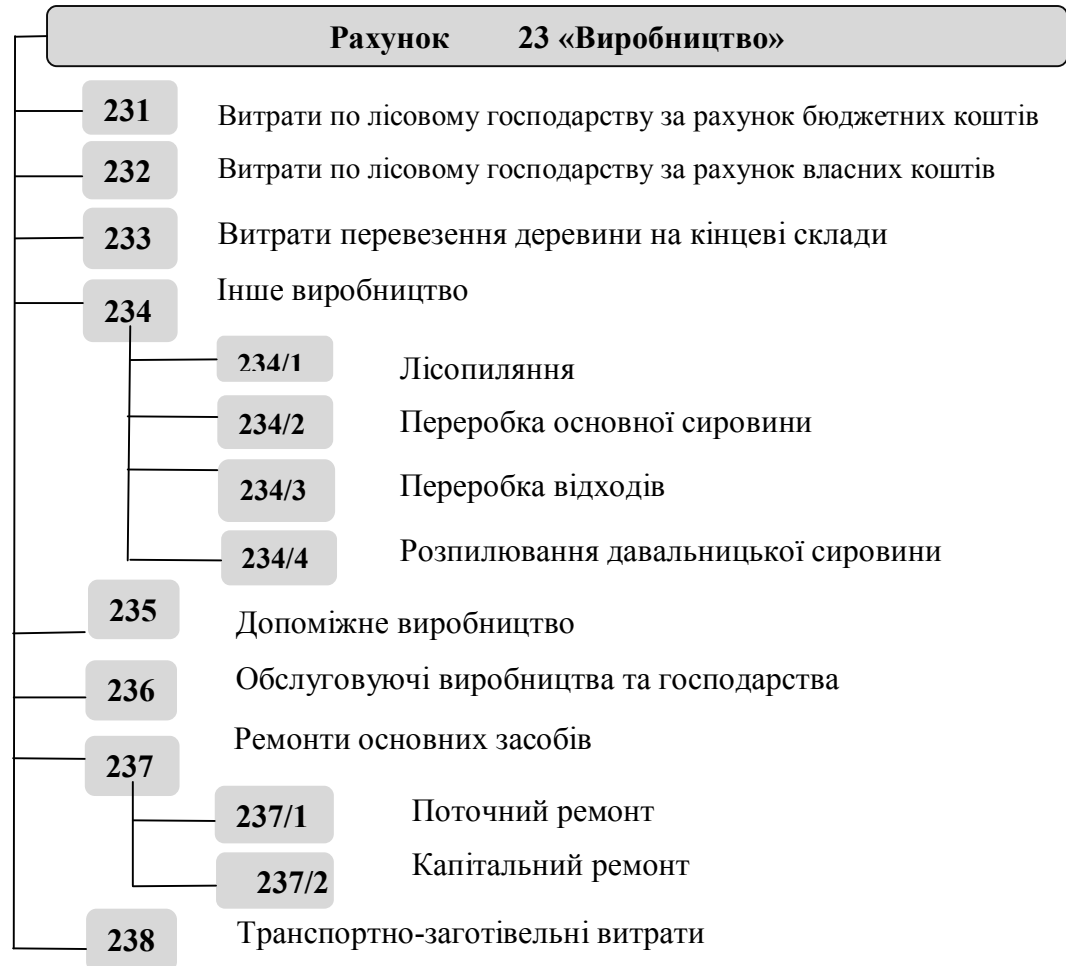 Рахунок 23 «Виробництво»
231 Витрати по лісовому господарству за рахунок бюджетних коштів
232 Витрати по лісовому господарству за рахунок власних коштів
233 Витрати перевезення деревини на кінцеві склади
234 Інше виробництво
234/1 Лісопиляння
234/2 Переробка основної сировини
234/3 Переробка відходів
234/4 Розпилювання давальницької сировини
235 Допоміжне виробництво
236 Обслуговуючі виробництва та господарства
237 Ремонти основних засобів
237/1 Поточний ремонт
237/2 Капітальний ремонт
238 Транспортно-заготівельні витрати